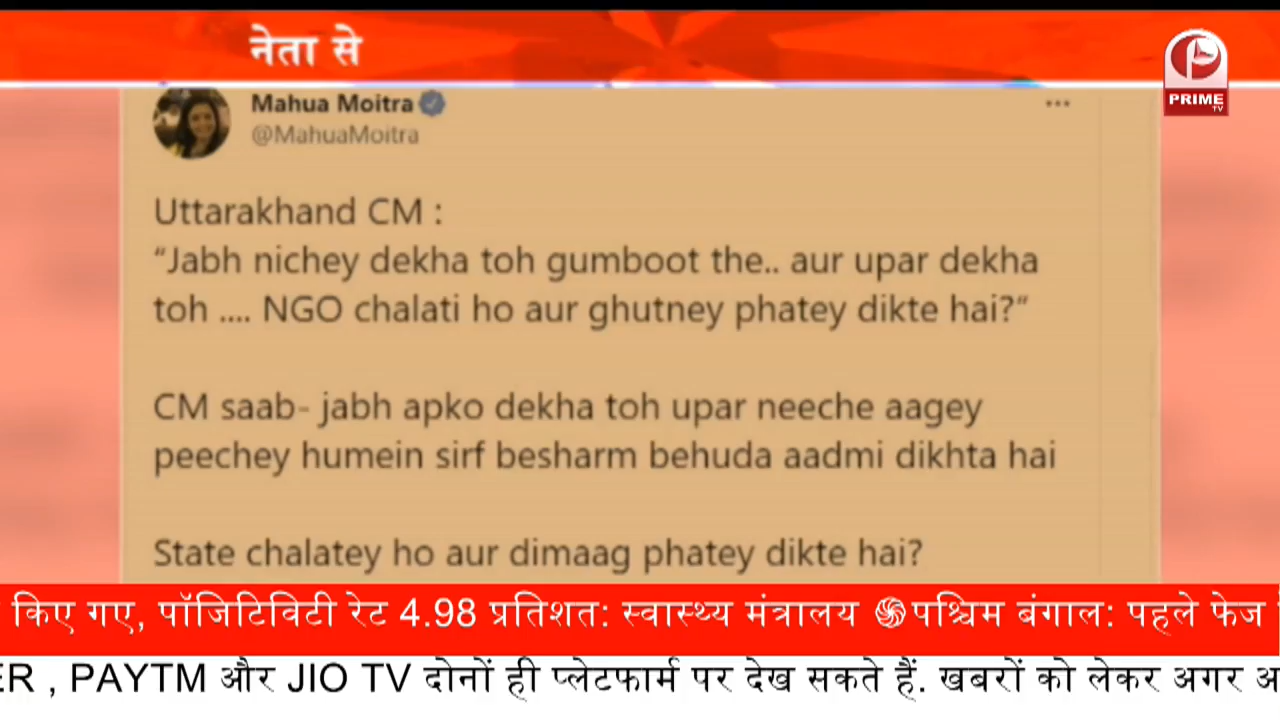 नेता से
PRIME
TV
Mahua Moitra
@MahuaMoitra
Uttarakhand CM :
“Jabh nichey dekha toh gumboot the.. aur upar dekha
toh .... NGO chalati ho aur ghutney phatey dikte hai?“
CM saab- jabh apko dekha toh upar neeche aagey
peechey humein sirf besharm behuda aadmi dikhta hai
State chalatey ho aur dimaag phatey dikte hai?
किए गए, पॉजिटिविटी रेट 4.98 प्रतिशत: स्वास्थ्य मंत्रालय पश्चिम बंगाल: पहले फेज
ER , PAYTM और JIO TV दोनों ही प्लेटफार्म पर देख सकते हैं. खबरों को लेकर अगर